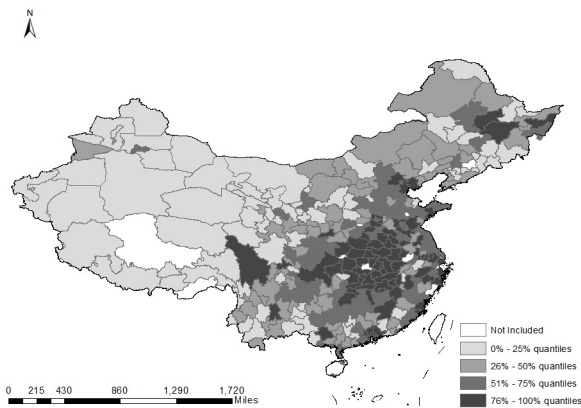 N
Not Included
0% - 25% quantiles
26% - 50% quantiles
51% - 75% quantiles
76% - 100% quantiles
0 215 430 860 1,290 1,720
Miles